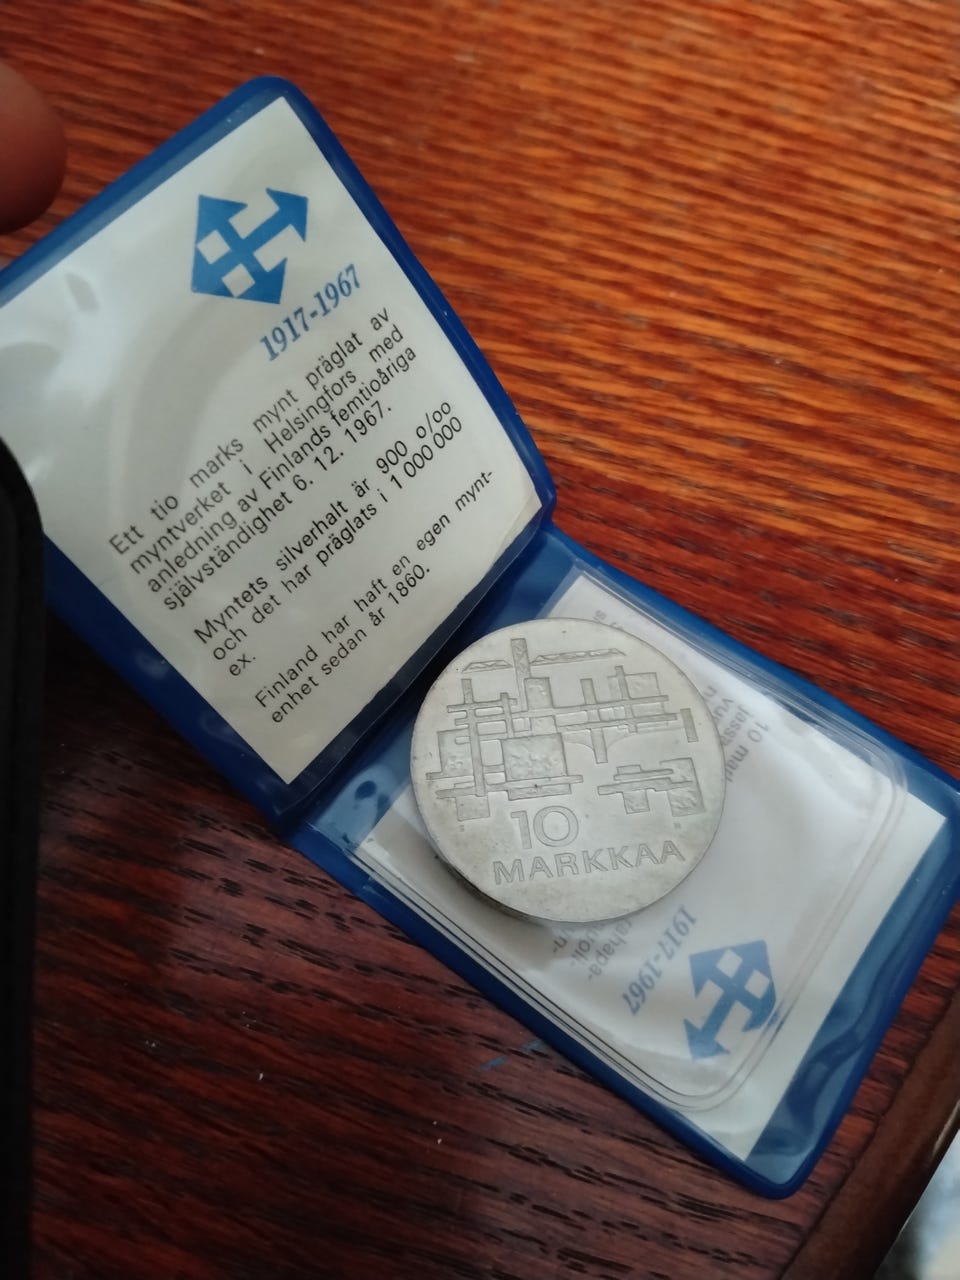 1917-1967
Ett tio marks mynt präglat av
myntverket i Helsingfors med
anledning av Finlands femtioåriga
självständighet 6. 12. 1967.
Myntets silverhalt är 900 o/oo
och det har präglats i 1 000 000
ex.
Finland har haft en egen mynt-
enhet sedan år 1860.
10
MARKKAA
10
1917-1967